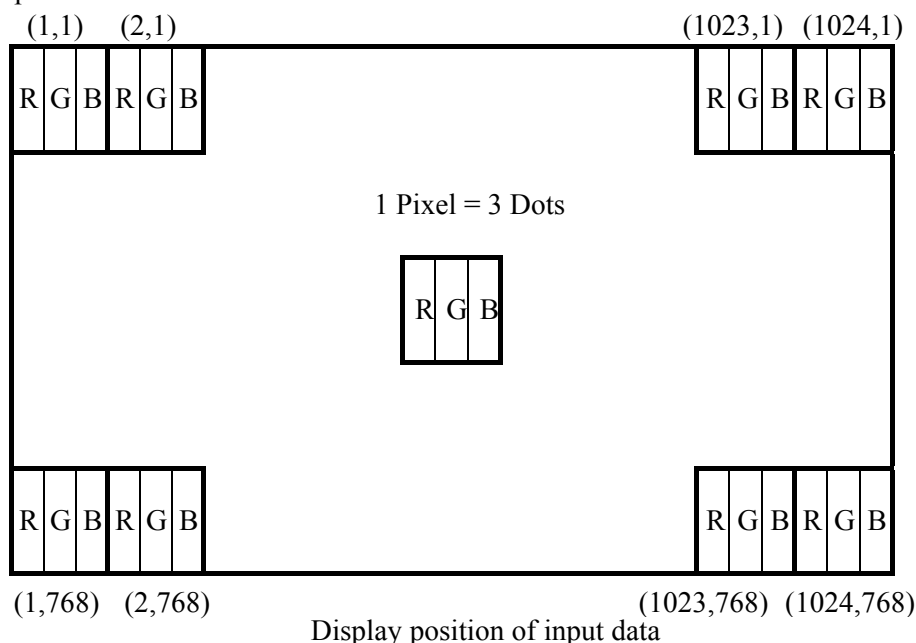 (1,1) (2,1) (1023,1) (1024,1)
R G B R G B R G B R G B
1 Pixel = 3 Dots
R G B
R G B R G B R G B R G B
(1,768) (2,768) (1023,768) (1024,768)
Display position of input data